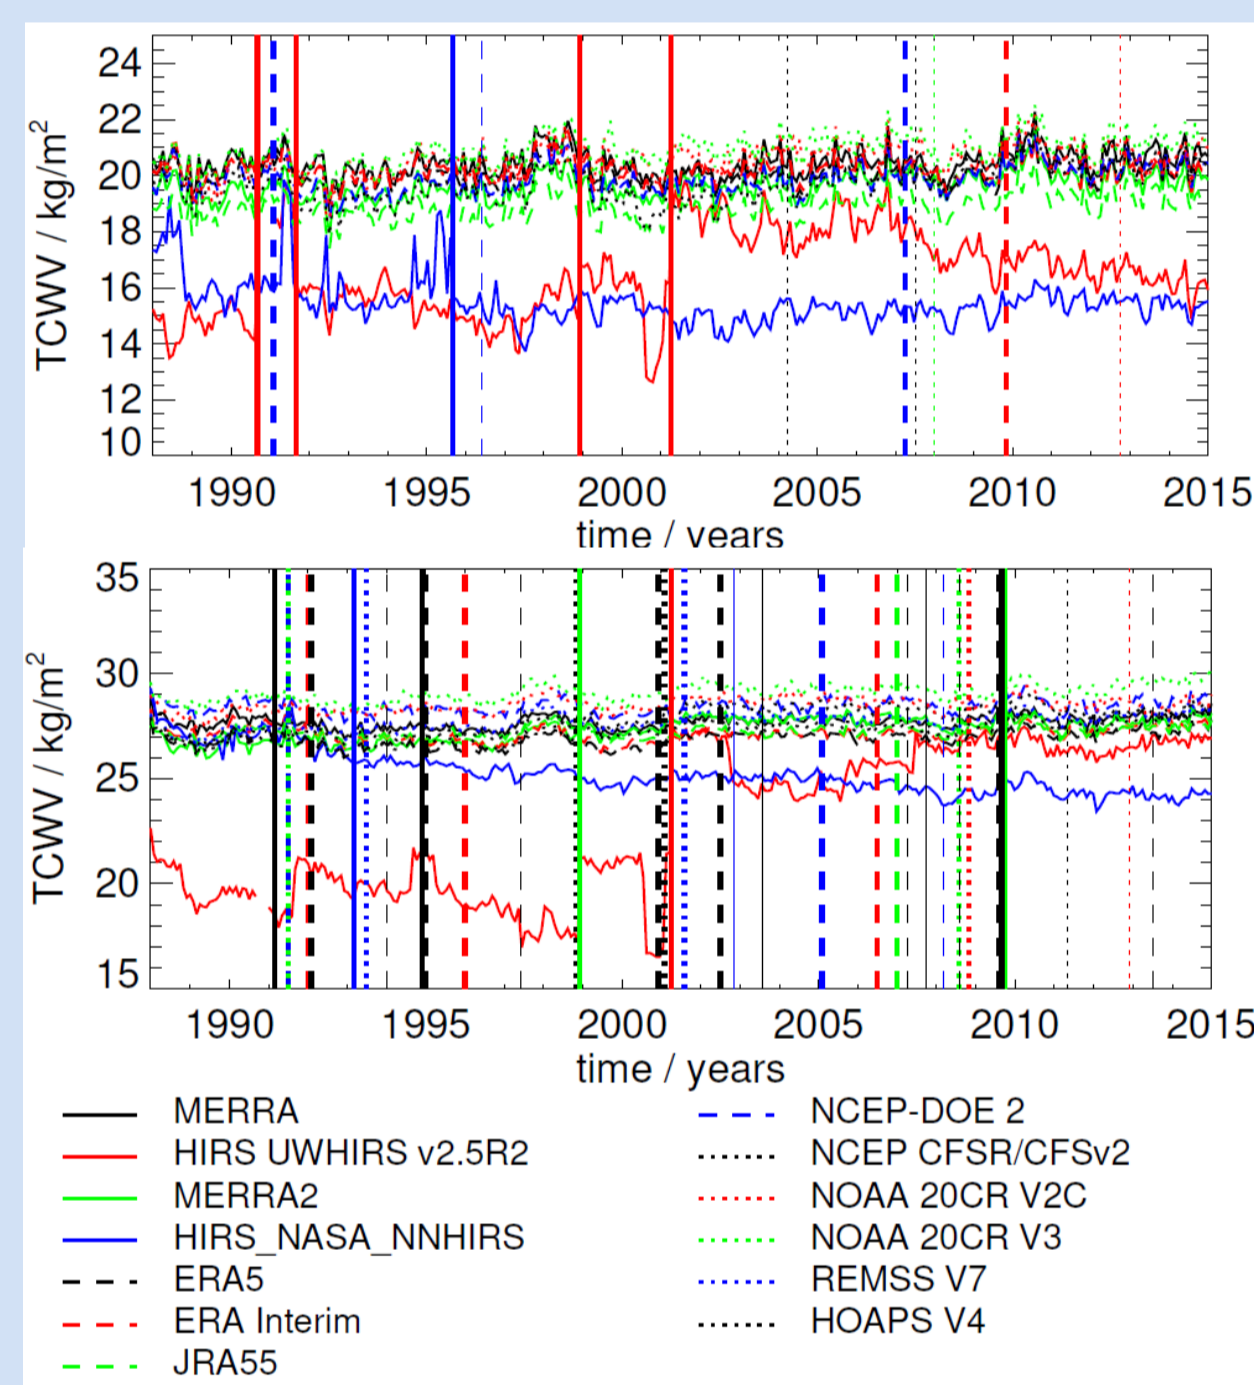 24
22
20
18
16
14
12
10
TCWV / kg/m2
1990 1995 2000 2005 2010 2015
time / years
35
30
25
20
15
TCWV / kg/m2
1990 1995 2000 2005 2010 2015
time / years
MERRA
HIRS UWHIRS v2.5R2
MERRA2
HIRS_NASA_NNHIRS
ERA5
ERA Interim
JRA55
NCEP-DOE 2
NCEP CFSR/CFSv2
NOAA 20CR V2C
NOAA 20CR V3
REMSS V7
HOAPS V4